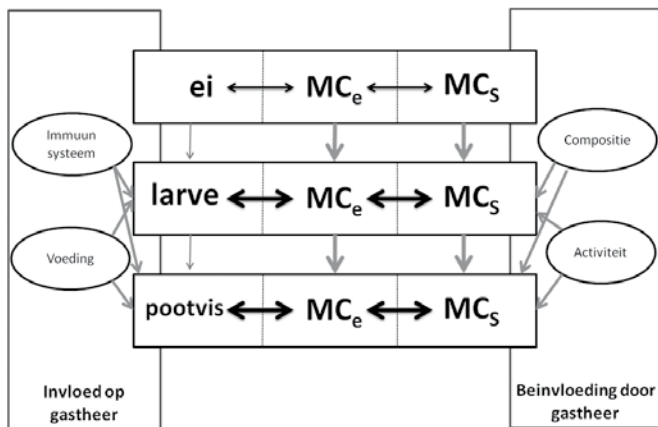 ei MCe MCS
Immuun
systeem
Compositie
larve MCe MCS
Voeding
Activiteit
pootvis MCe MCS
Invloed op
gastheer
Beinvloeding door
gastheer